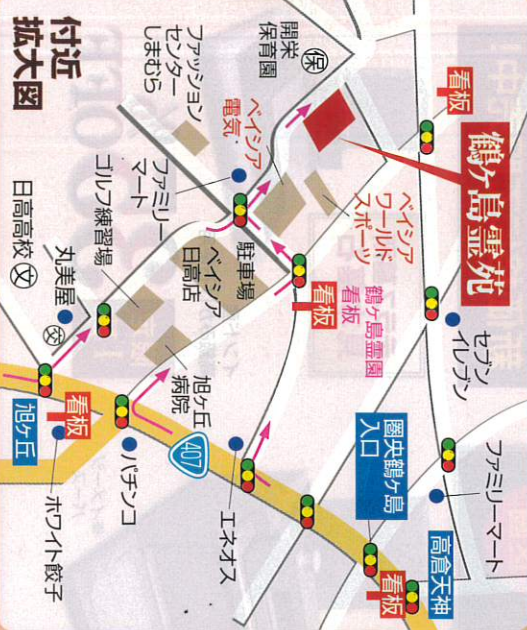 付近
拡大図
開栄
保育園
保
ファッション
センター
しまむら
ベイシア
電気
ファミリー
マート
ゴルフ練習場
丸美屋
日高高校
文
交
看板
鶴ヶ島霊苑
ベイシア
ワールド
スポーツ
駐車場
ベイシア
日高店
看板
鶴ヶ島霊園
看板
セブン
イレブン
旭ヶ丘
病院
407
旭ヶ丘
看板
パチンコ
ホワイト餃子
エネオス
圏央鶴ヶ島
入口
ファミリーマート
高倉天神
看板